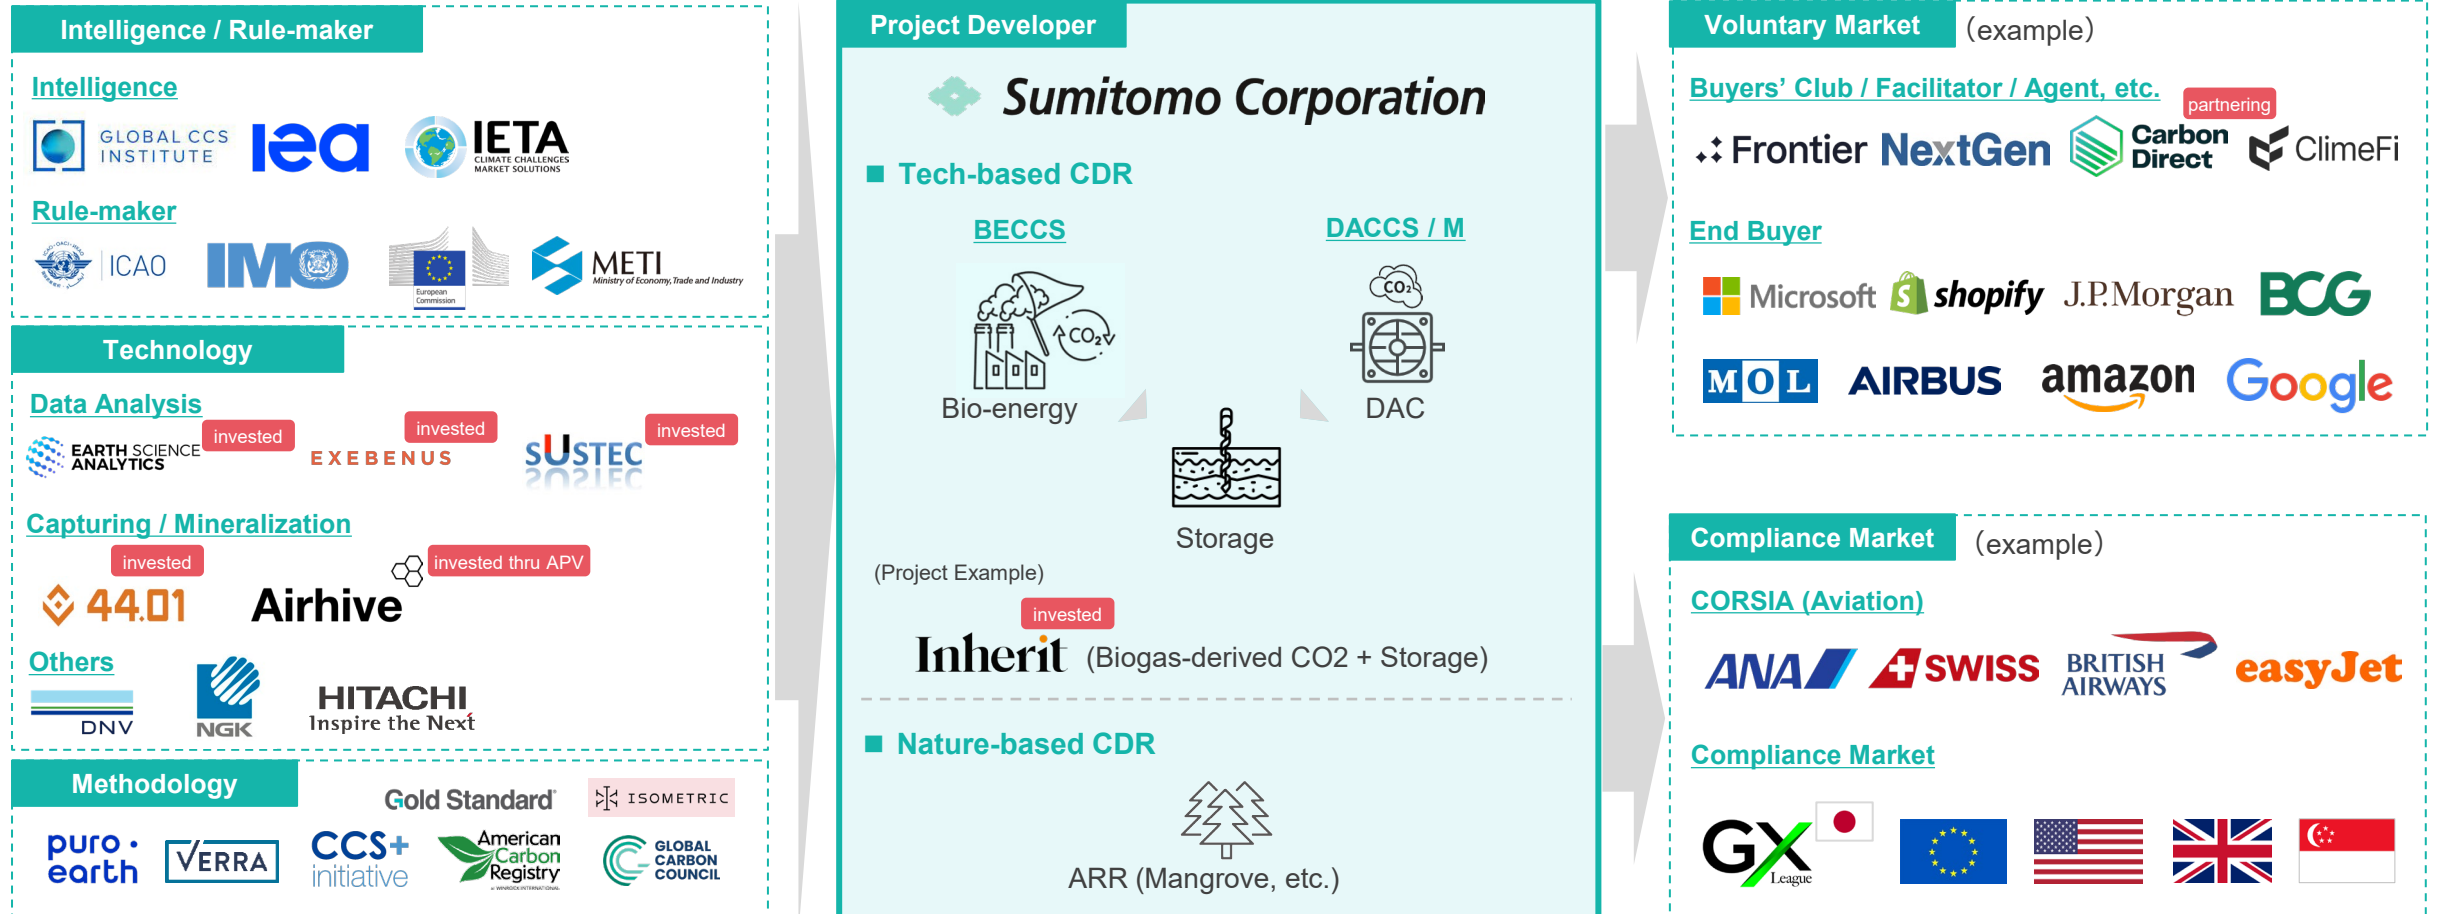 Intelligence / Rule-maker
Intelligence
GLOBAL CCS
INSTITUTE
iea
IETA
CLIMATE CHALLENGES
MARKET SOLUTIONS
Rule-maker
ICAO
IMO
European
Commission
METI
Ministry of Economy, Trade and Industry
Technology
Data Analysis
EARTH SCIENCE
ANALYTICS
invested
EXEBENUS
invested
SUSTEC
invested
Capturing / Mineralization
44.01
invested
Airhive
invested thru APV
Others
DNV
NGK
HITACHI
Inspire the Next
Methodology
Gold Standard
ISOMETRIC
puro·
earth
VERRA
CCS+
initiative
American
Carbon
Registry
at WINROCK INTERNATIONAL
GLOBAL
CARBON
COUNCIL
Project Developer
Sumitomo Corporation
■ Tech-based CDR
BECCS
CO2
Bio-energy
DACCS / M
CO2
DAC
Storage
(Project Example)
invested
Inherit (Biogas-derived CO2 + Storage)
■ Nature-based CDR
ARR (Mangrove, etc.)
Voluntary Market （example）
Buyers' Club / Facilitator / Agent, etc.
partnering
Frontier
NextGen
Carbon
Direct
ClimeFi
End Buyer
Microsoft
shopify
J.P.Morgan
BCG
MOL
AIRBUS
amazon
Google
Compliance Market （example）
CORSIA (Aviation)
ANA
SWISS
BRITISH
AIRWAYS
easyJet
Compliance Market
GX
League